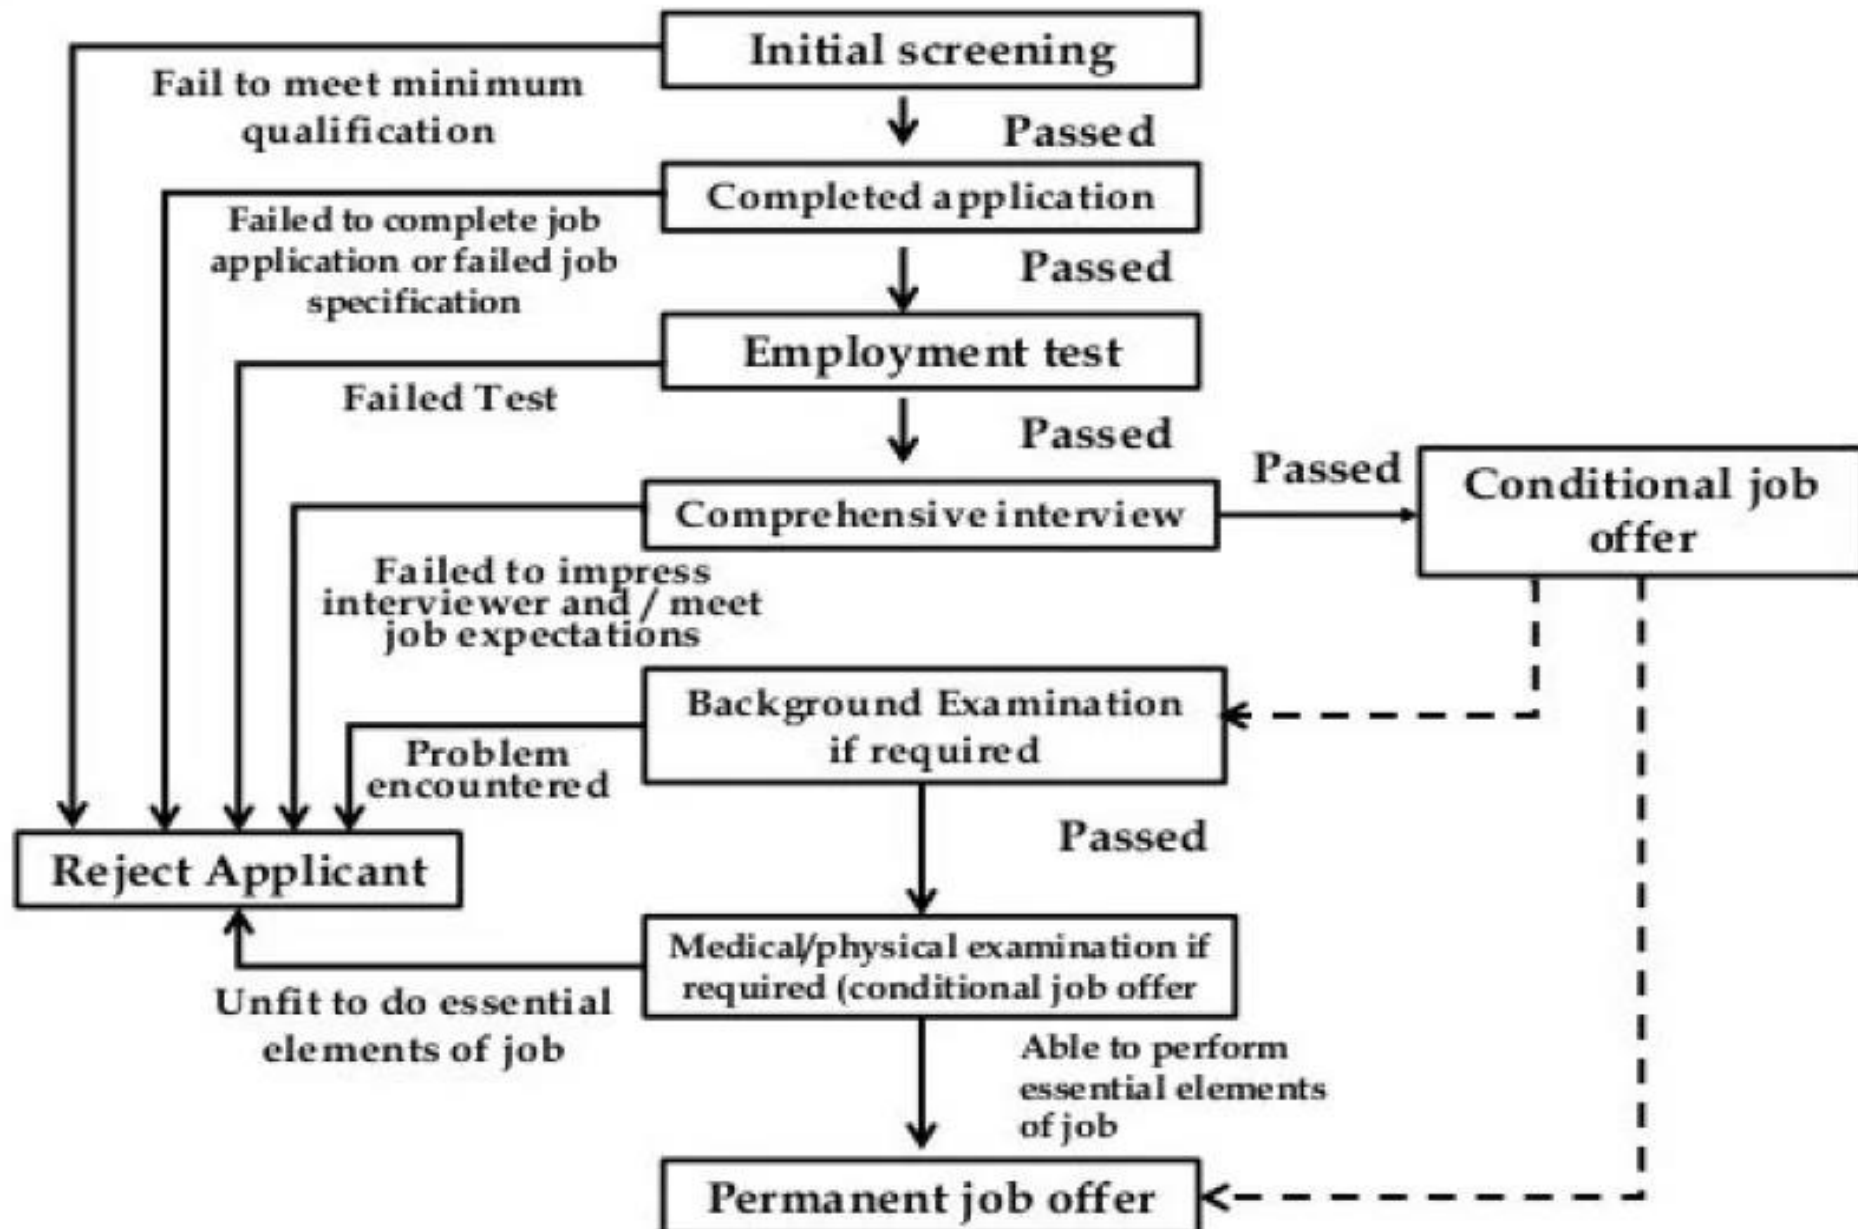 Initial screening
Fail to meet minimum
qualification
Passed
Completed application
Failed to complete job
application or failed job
specification
Passed
Employment test
Failed Test
Passed
Passed
Conditional job
offer
Comprehensive interview
Failed to impress
interviewer and / meet
job expectations
Background Examination
if required
Problem
encountered
Passed
Reject Applicant
Medical/physical examination if
required (conditional job offer
Unfit to do essential
elements of job
Able to perform
essential elements
of job
Permanent job offer